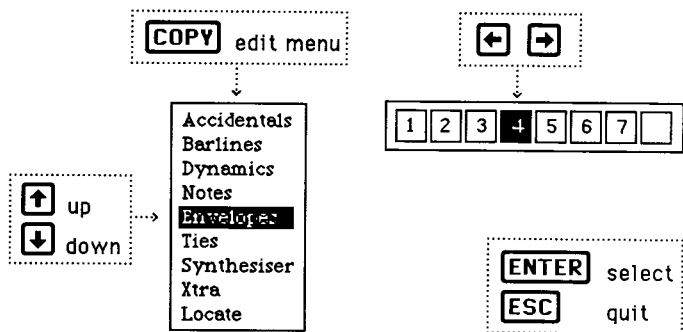 COPY edit menu
Accidentals
Barlines
Dynamics
Notes
Envelopes
Ties
Synthesiser
Xtra
Locate
↑ up
↓ down
← →
1 2 3 4 5 6 7
ENTER select
ESC quit